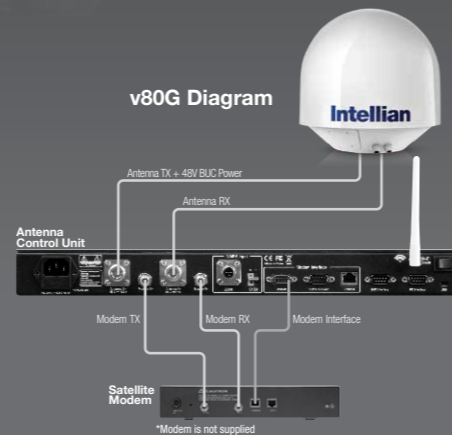 v80G Diagram
Intellian
Antenna TX + 48V BUC Power
Antenna RX
Antenna
Control Unit
Modem TX
Modem RX
Modem Interface
Satellite
Modem
*Modem is not supplied